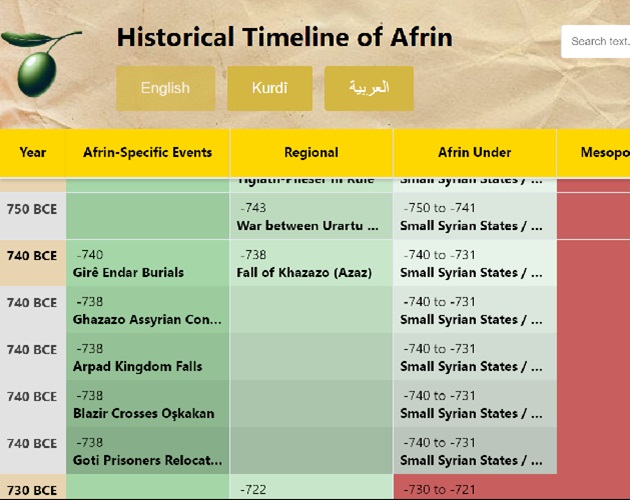 Historical Timeline of Afrin
Search text.
English
Kurdî
العربية
Year
Afrin-Specific Events
Regional
Afrin Under
Mesopo
Tiglath-Pileser III Rule
Small Syrian States / ...
750 BCE
-743
War between Urartu ...
-750 to -741
Small Syrian States / ...
740 BCE
-740
Girê Endar Burials
-738
Fall of Khazazo (Azaz)
-740 to -731
Small Syrian States / ...
740 BCE
-738
Ghazazo Assyrian Con...
-740 to -731
Small Syrian States / ...
740 BCE
-738
Arpad Kingdom Falls
-740 to -731
Small Syrian States / ...
740 BCE
-738
Blazir Crosses Oşkakan
-740 to -731
Small Syrian States / ...
740 BCE
-738
Goti Prisoners Relocat...
-740 to -731
Small Syrian States / ...
730 BCE
-722
-730 to -721